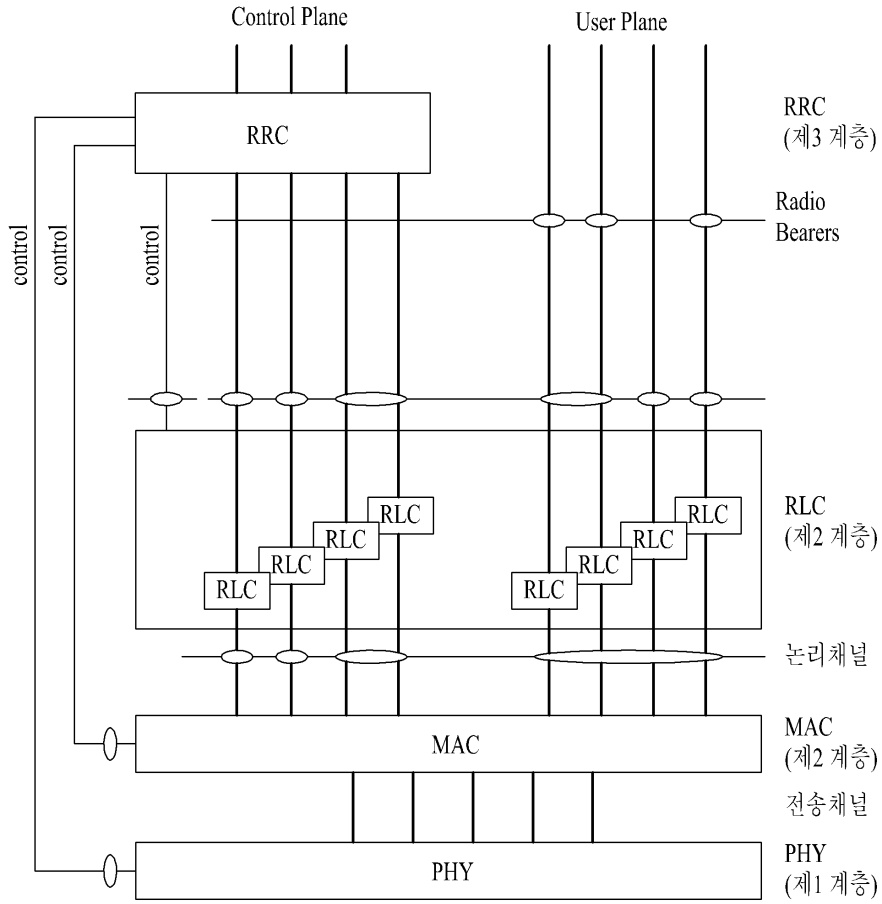 Control Plane
User Plane
RRC
RRC
(제3 계층)
Radio
Bearers
control
control
control
RLC
RLC
RLC
RLC
RLC
RLC
RLC
RLC
RLC
(제2 계층)
논리채널
MAC
MAC
(제2 계층)
전송채널
PHY
PHY
(제1 계층)